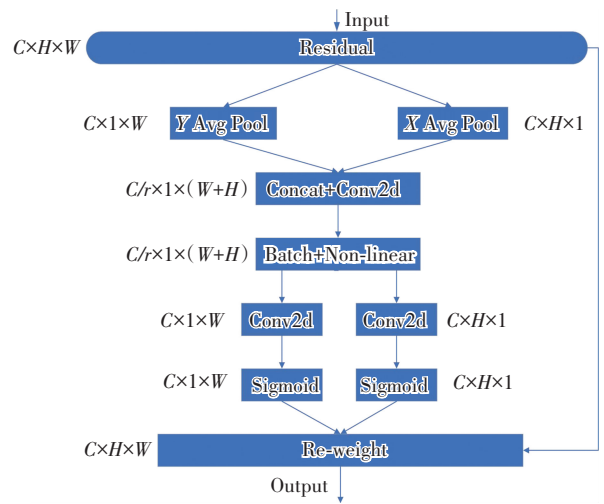 Input
C×H×W Residual
C×1×W Y Avg Pool X Avg Pool C×H×1
C/r×1×(W+H) Concat+Conv2d
C/r×1×(W+H) Batch+Non-linear
C×1×W Conv2d Conv2d C×H×1
C×1×W Sigmoid Sigmoid C×H×1
C×H×W Re-weight
Output